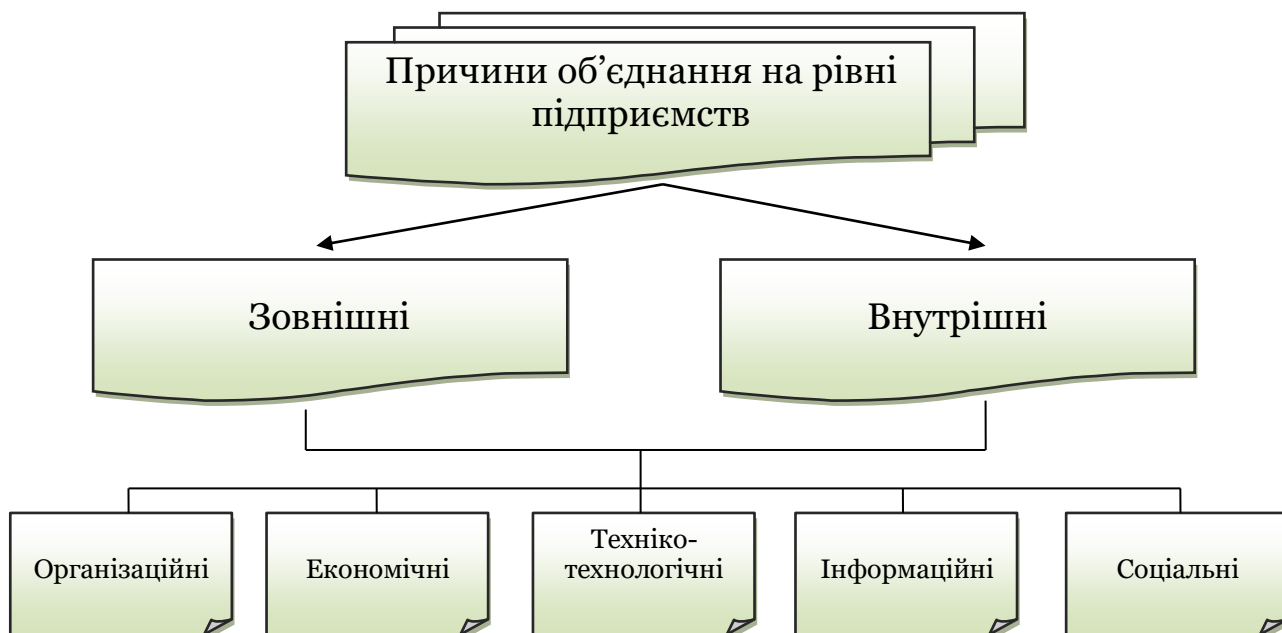 Причини об’єднання на рівні
підприємств
Зовнішні
Внутрішні
Організаційні
Економічні
Техніко-
технологічні
Інформаційні
Соціальні